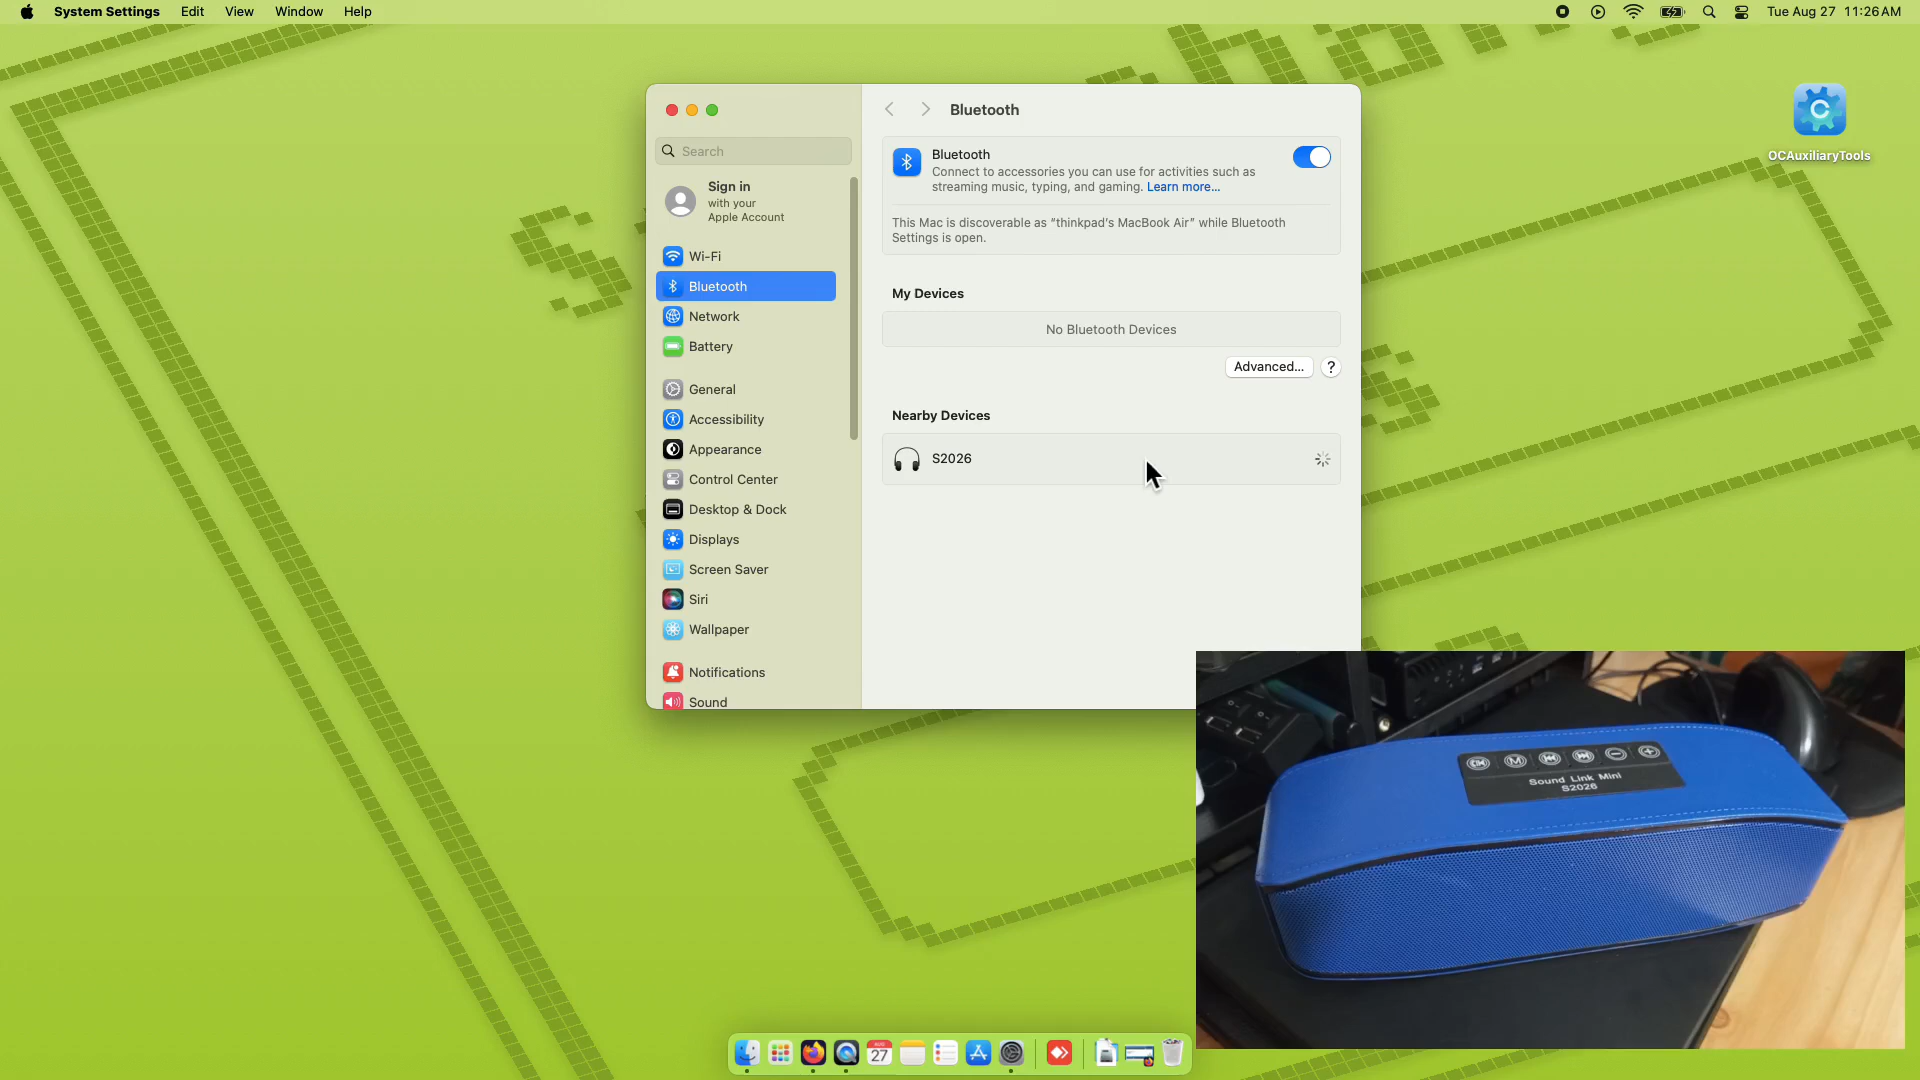 System Settings Edit View Window Help
Tue Aug 27 11:26 AM
OCAuxiliaryTools
Search
Sign in
with your
Apple Account
Wi-Fi
Bluetooth
Network
Battery
General
Accessibility
Appearance
Control Center
Desktop & Dock
Displays
Screen Saver
Siri
Wallpaper
Notifications
Sound
Bluetooth
Bluetooth
Connect to accessories you can use for activities such as
streaming music, typing, and gaming. Learn more...
This Mac is discoverable as "thinkpad's MacBook Air" while Bluetooth
Settings is open.
My Devices
No Bluetooth Devices
Advanced... ?
Nearby Devices
S2026
M
Sound Link Mini
S2026
AUG
27